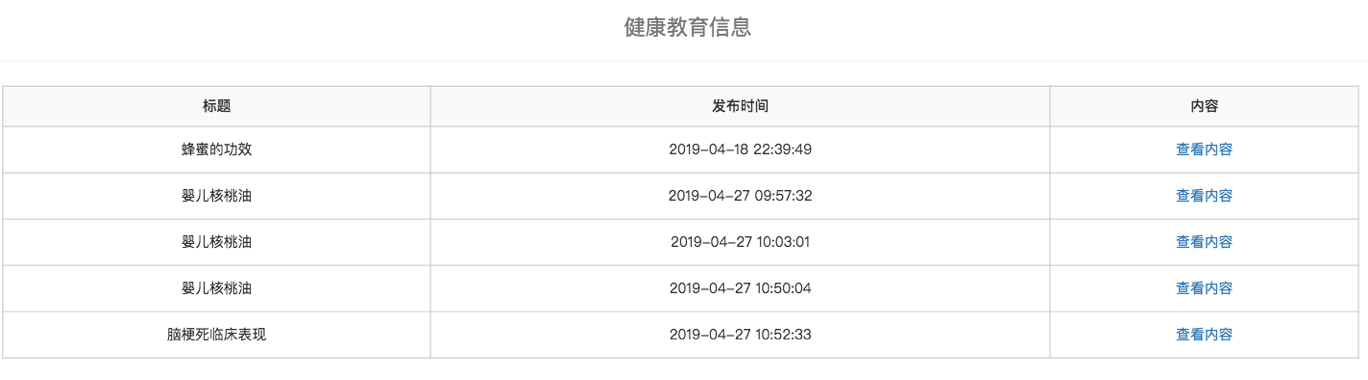 健康教育信息
标题 发布时间 内容
蜂蜜的功效 2019-04-18 22:39:49 查看内容
婴儿核桃油 2019-04-27 09:57:32 查看内容
婴儿核桃油 2019-04-27 10:03:01 查看内容
婴儿核桃油 2019-04-27 10:50:04 查看内容
脑梗死临床表现 2019-04-27 10:52:33 查看内容